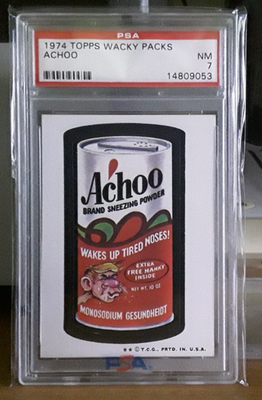 PSA
1974 TOPPS WACKY PACKS
ACHOO
NM
7
14809053
A'choo
BRAND SNEEZING POWDER
WAKES UP TIRED NOSES!
EXTRA
FREE HANKY
INSIDE
NET WT. 10 OZ
MONOSODIUM GESUNDHEIDT
** © T.C.G. PRTD. IN U.S.A.
PSA